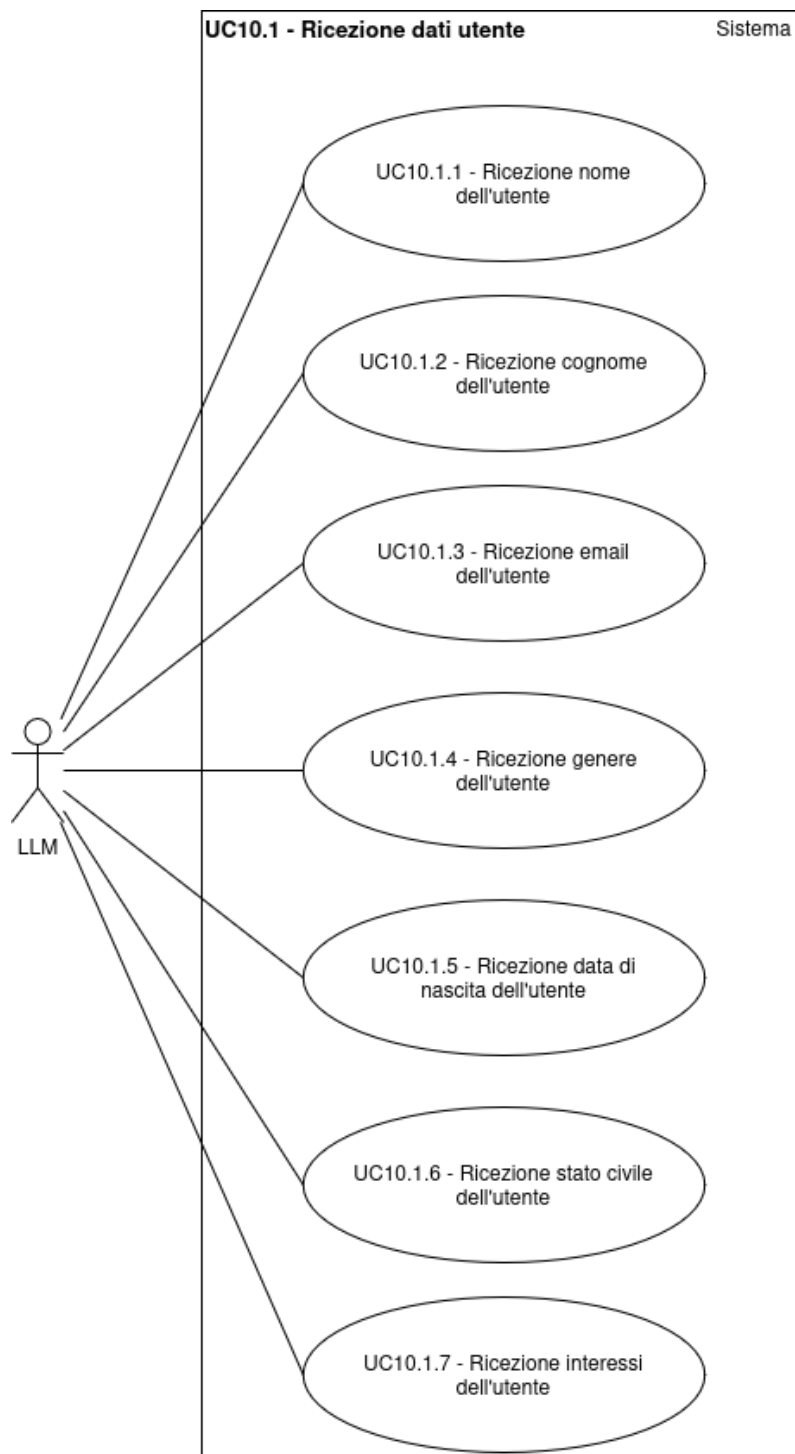 UC10.1 - Ricezione dati utente
Sistema
UC10.1.1 - Ricezione nome
dell'utente
UC10.1.2 - Ricezione cognome
dell'utente
UC10.1.3 - Ricezione email
dell'utente
UC10.1.4 - Ricezione genere
dell'utente
LLM
UC10.1.5 - Ricezione data di
nascita dell'utente
UC10.1.6 - Ricezione stato civile
dell'utente
UC10.1.7 - Ricezione interessi
dell'utente